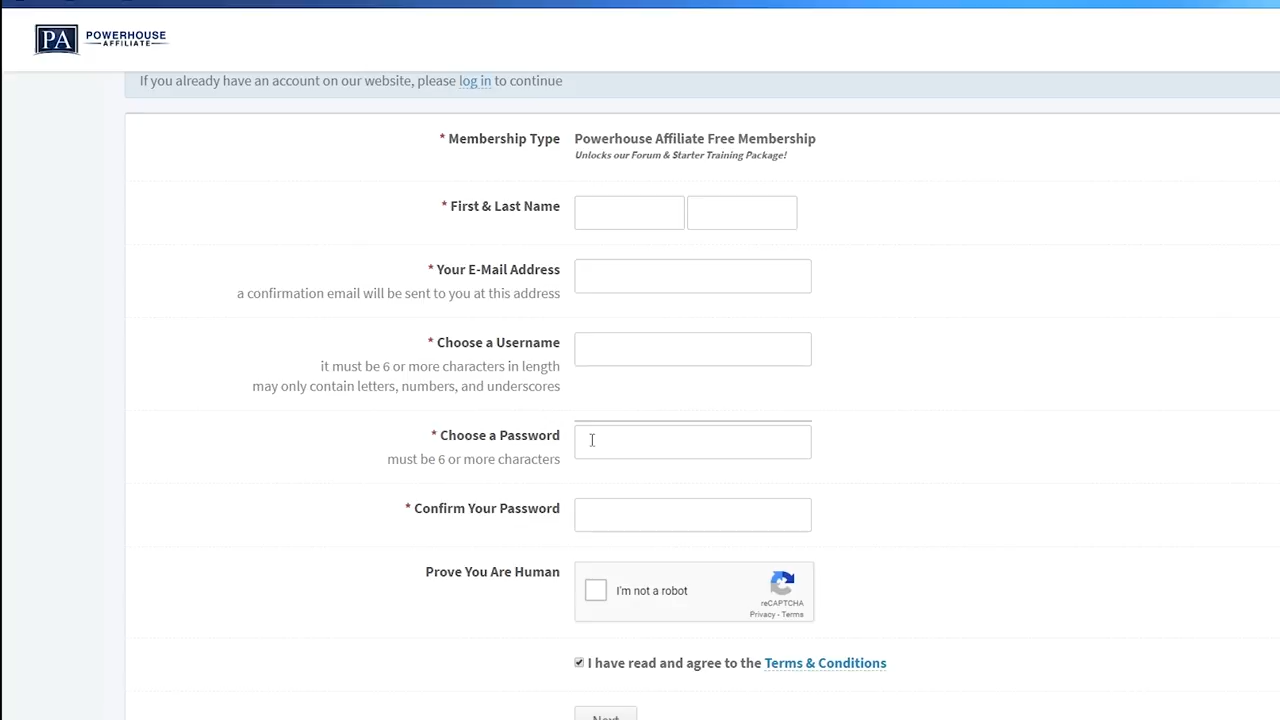 PA POWERHOUSE
AFFILIATE
If you already have an account on our website, please log in to continue
* Membership Type Powerhouse Affiliate Free Membership
Unlocks our Forum & Starter Training Package!
* First & Last Name
* Your E-Mail Address
a confirmation email will be sent to you at this address
* Choose a Username
it must be 6 or more characters in length
may only contain letters, numbers, and underscores
* Choose a Password
must be 6 or more characters
* Confirm Your Password
Prove You Are Human
I'm not a robot
reCAPTCHA
Privacy - Terms
I have read and agree to the Terms & Conditions
Next